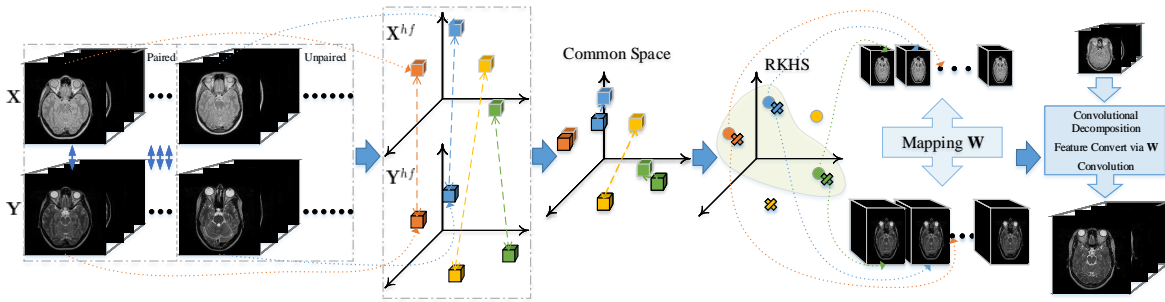 Paired
Unpaired
X
Y
X^{hf}
Y^{hf}
Common Space
RKHS
Mapping W
Convolutional
Decomposition
Feature Convert via W
Convolution